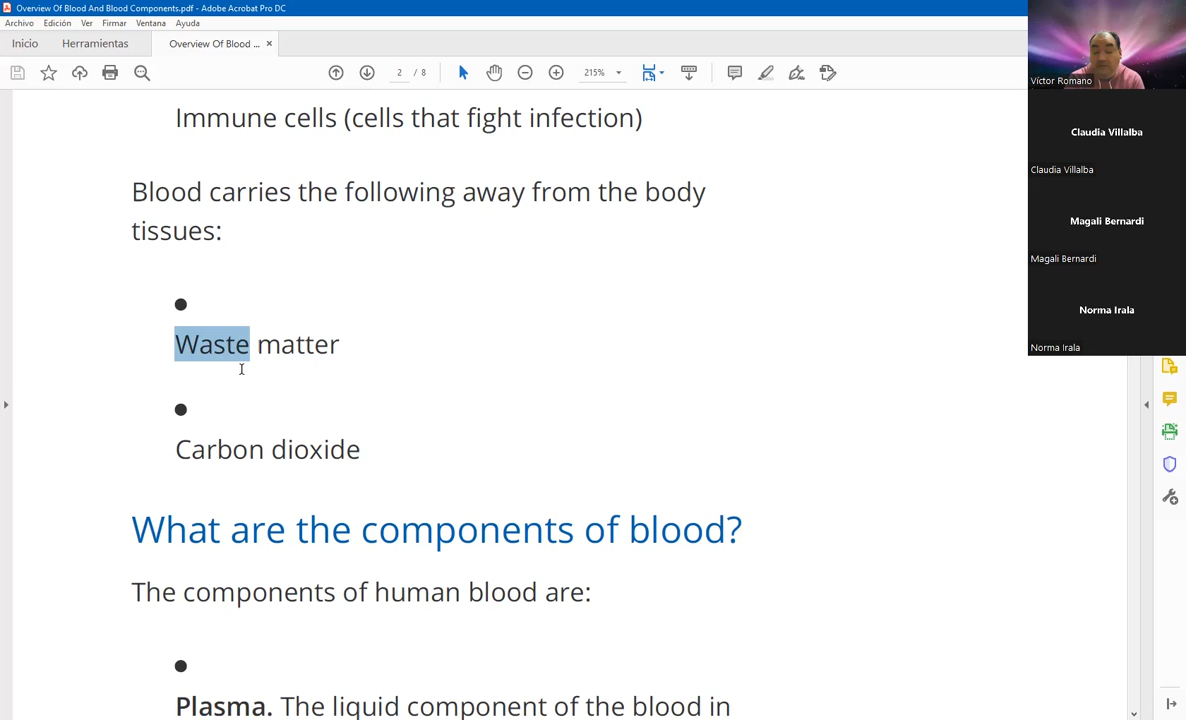 Overview Of Blood And Blood Components.pdf - Adobe Acrobat Pro DC
Archivo Edición Ver Firmar Ventana Ayuda
Inicio Herramientas Overview Of Blood ... ×
2 / 8 215%
Immune cells (cells that fight infection)
Blood carries the following away from the body
tissues:
Waste matter
Carbon dioxide
What are the components of blood?
The components of human blood are:
Plasma. The liquid component of the blood in
Víctor Romano
Claudia Villalba
Claudia Villalba
Magali Bernardi
Magali Bernardi
Norma Irala
Norma Irala